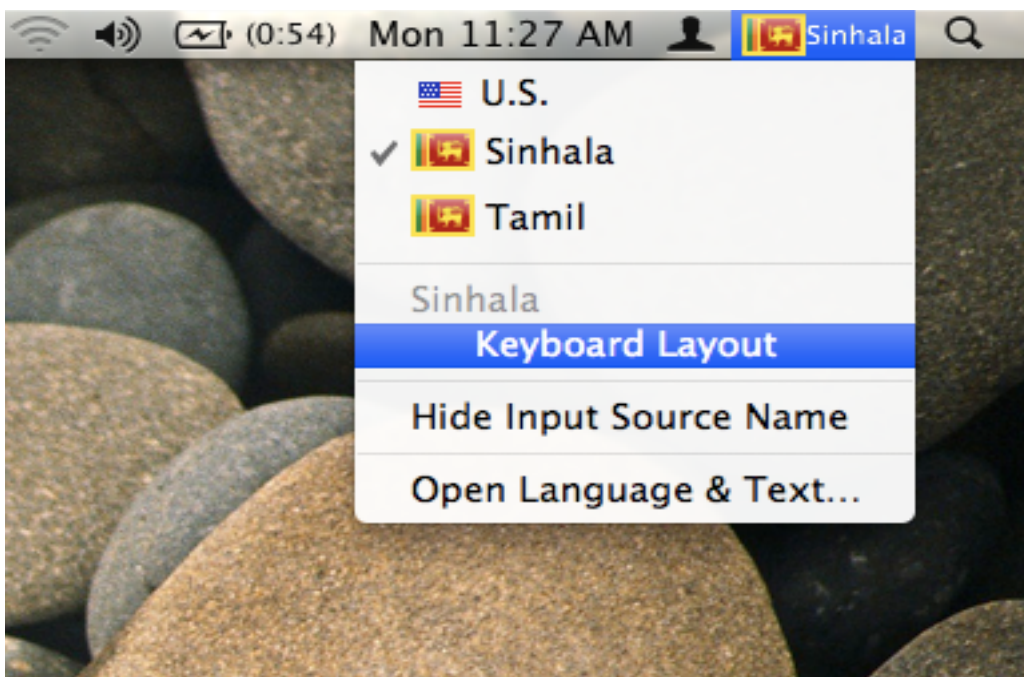 (0:54) Mon 11:27 AM Sinhala
U.S.
Sinhala
Tamil
Sinhala
Keyboard Layout
Hide Input Source Name
Open Language & Text...